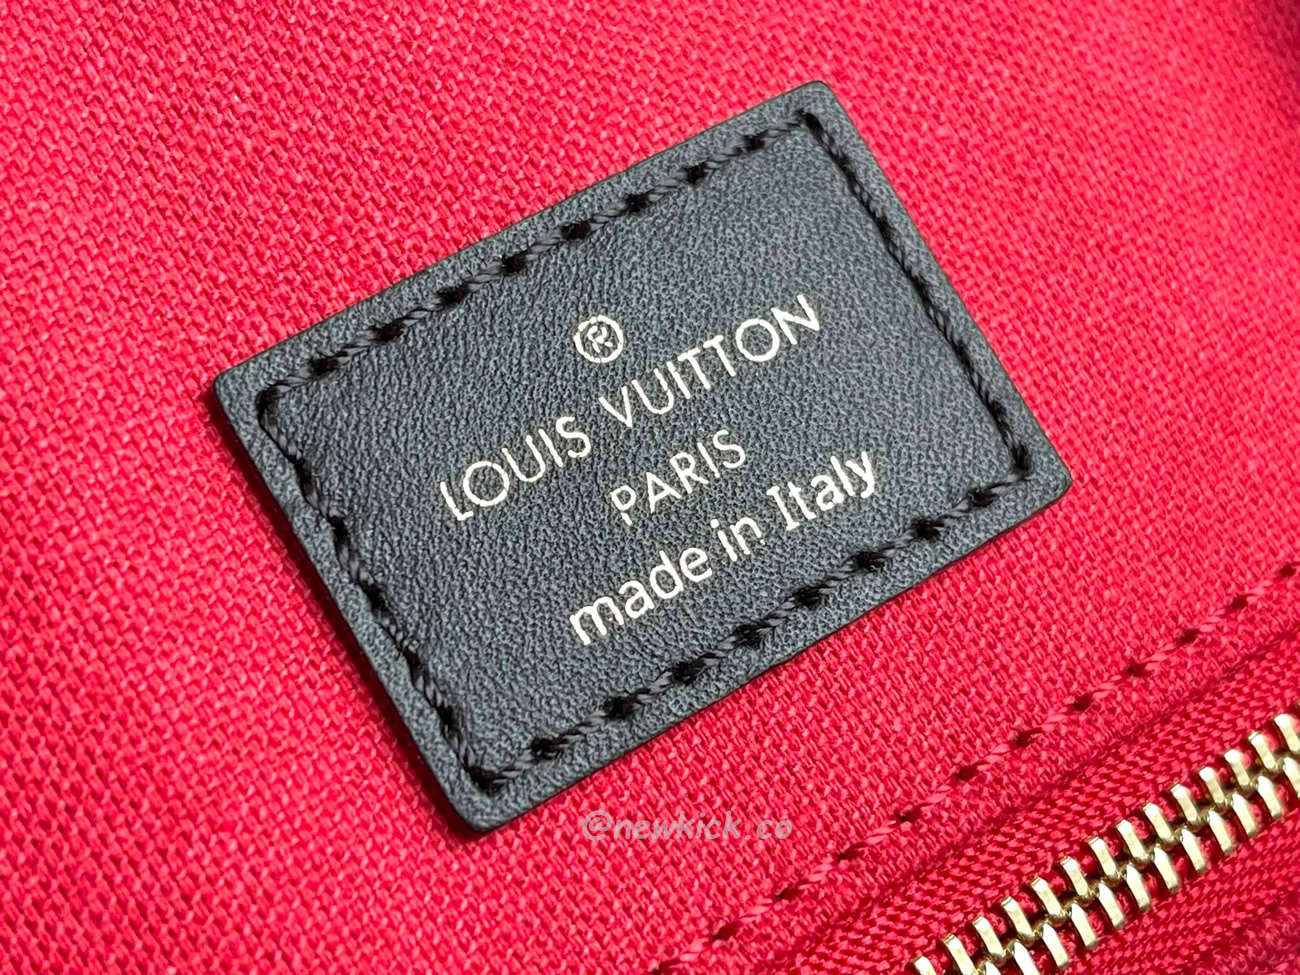 ®
LOUIS VUITTON
PARIS
made in Italy
@newkick.co